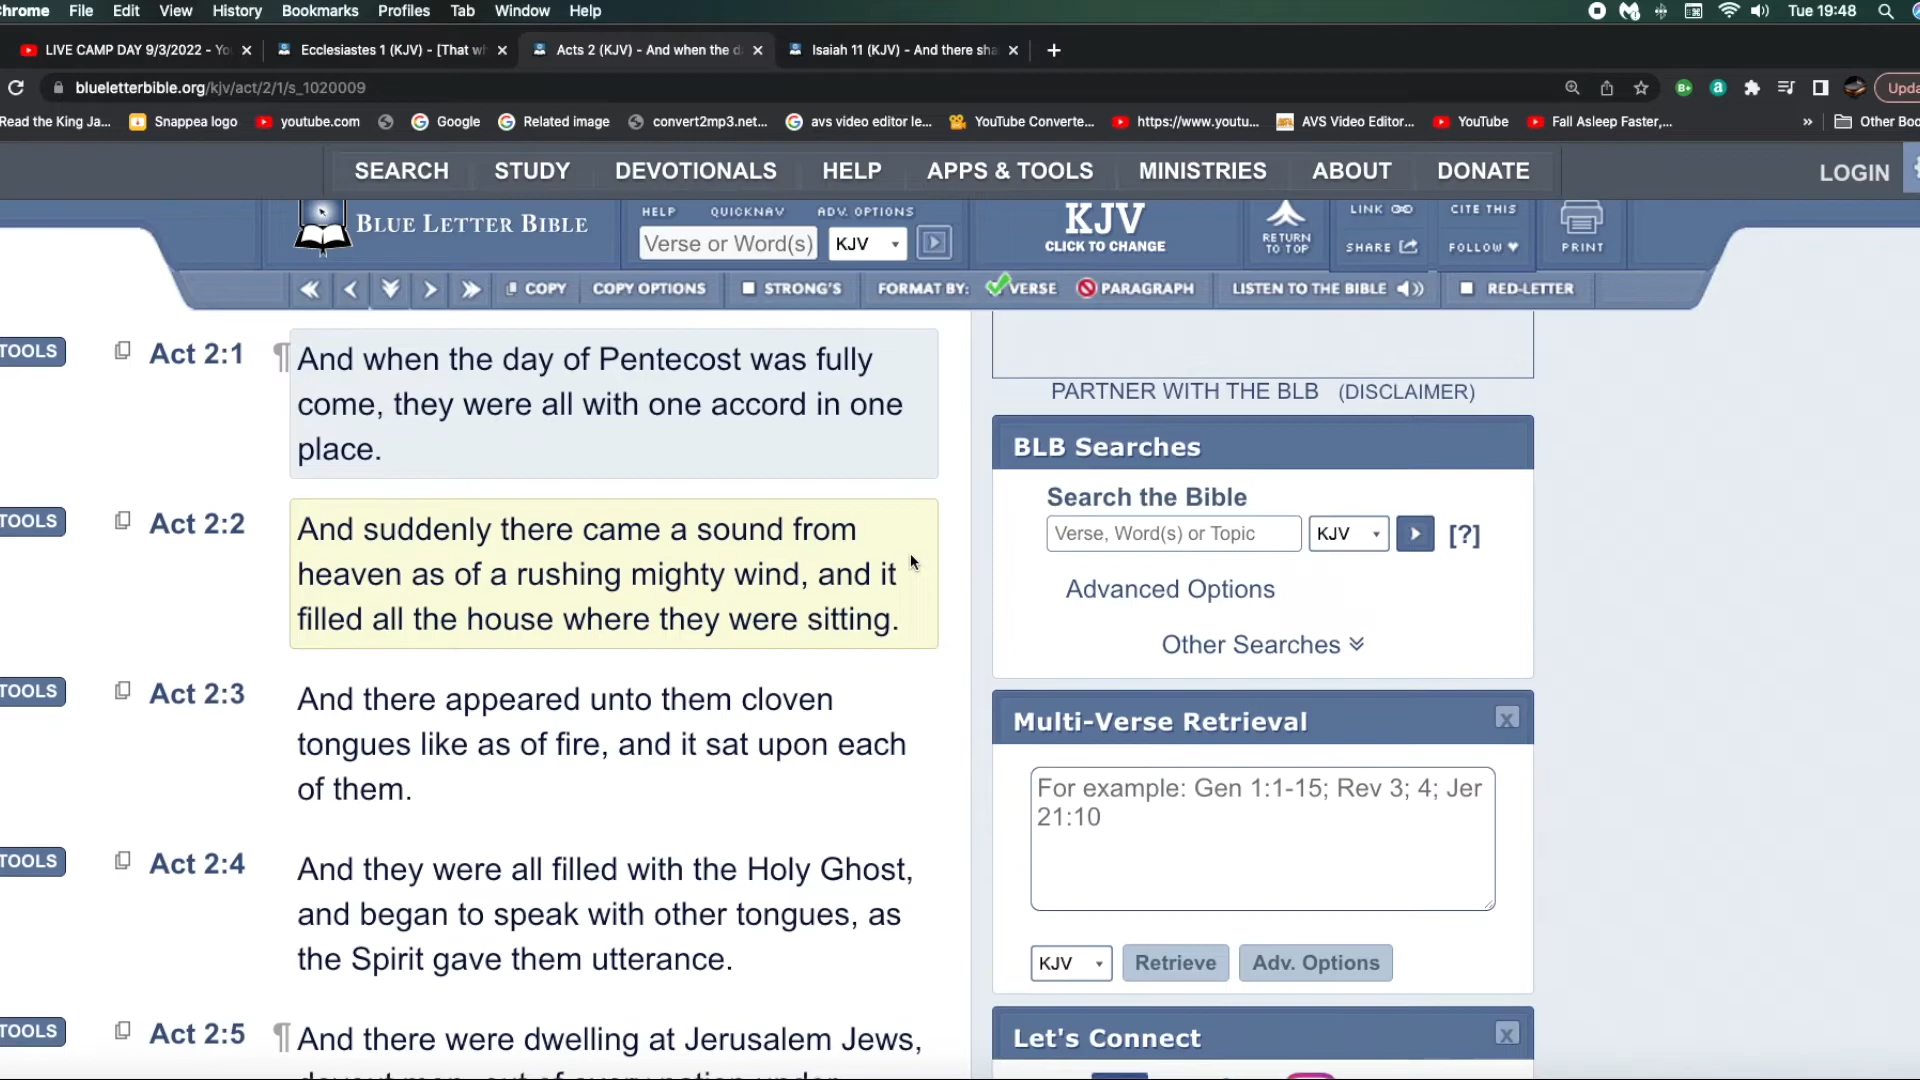 Chrome File Edit View History Bookmarks Profiles Tab Window Help Tue 19:48
LIVE CAMP DAY 9/3/2022 - Yo Ecclesiastes 1 (KJV) - [That wh Acts 2 (KJV) - And when the d Isaiah 11 (KJV) - And there sha
blueletterbible.org/kjv/act/2/1/s_1020009 Upda
Read the King Ja... Snappea logo youtube.com Google Related image convert2mp3.net... avs video editor le... YouTube Converte... https://www.youtu... AVS Video Editor... YouTube Fall Asleep Faster,... » Other Boo
SEARCH STUDY DEVOTIONALS HELP APPS & TOOLS MINISTRIES ABOUT DONATE LOGIN
BLUE LETTER BIBLE
HELP QUICKNAV ADV. OPTIONS
Verse or Word(s) KJV
KJV
CLICK TO CHANGE
RETURN
TO TOP
LINK CITE THIS
SHARE FOLLOW
PRINT
COPY COPY OPTIONS STRONG'S FORMAT BY: VERSE PARAGRAPH LISTEN TO THE BIBLE RED-LETTER
TOOLS Act 2:1 ¶ And when the day of Pentecost was fully
come, they were all with one accord in one
place.
TOOLS Act 2:2 And suddenly there came a sound from
heaven as of a rushing mighty wind, and it
filled all the house where they were sitting.
TOOLS Act 2:3 And there appeared unto them cloven
tongues like as of fire, and it sat upon each
of them.
TOOLS Act 2:4 And they were all filled with the Holy Ghost,
and began to speak with other tongues, as
the Spirit gave them utterance.
TOOLS Act 2:5 ¶ And there were dwelling at Jerusalem Jews,
PARTNER WITH THE BLB (DISCLAIMER)
BLB Searches
Search the Bible
Verse, Word(s) or Topic KJV [?]
Advanced Options
Other Searches
Multi-Verse Retrieval x
For example: Gen 1:1-15; Rev 3; 4; Jer
21:10
KJV Retrieve Adv. Options
Let's Connect x